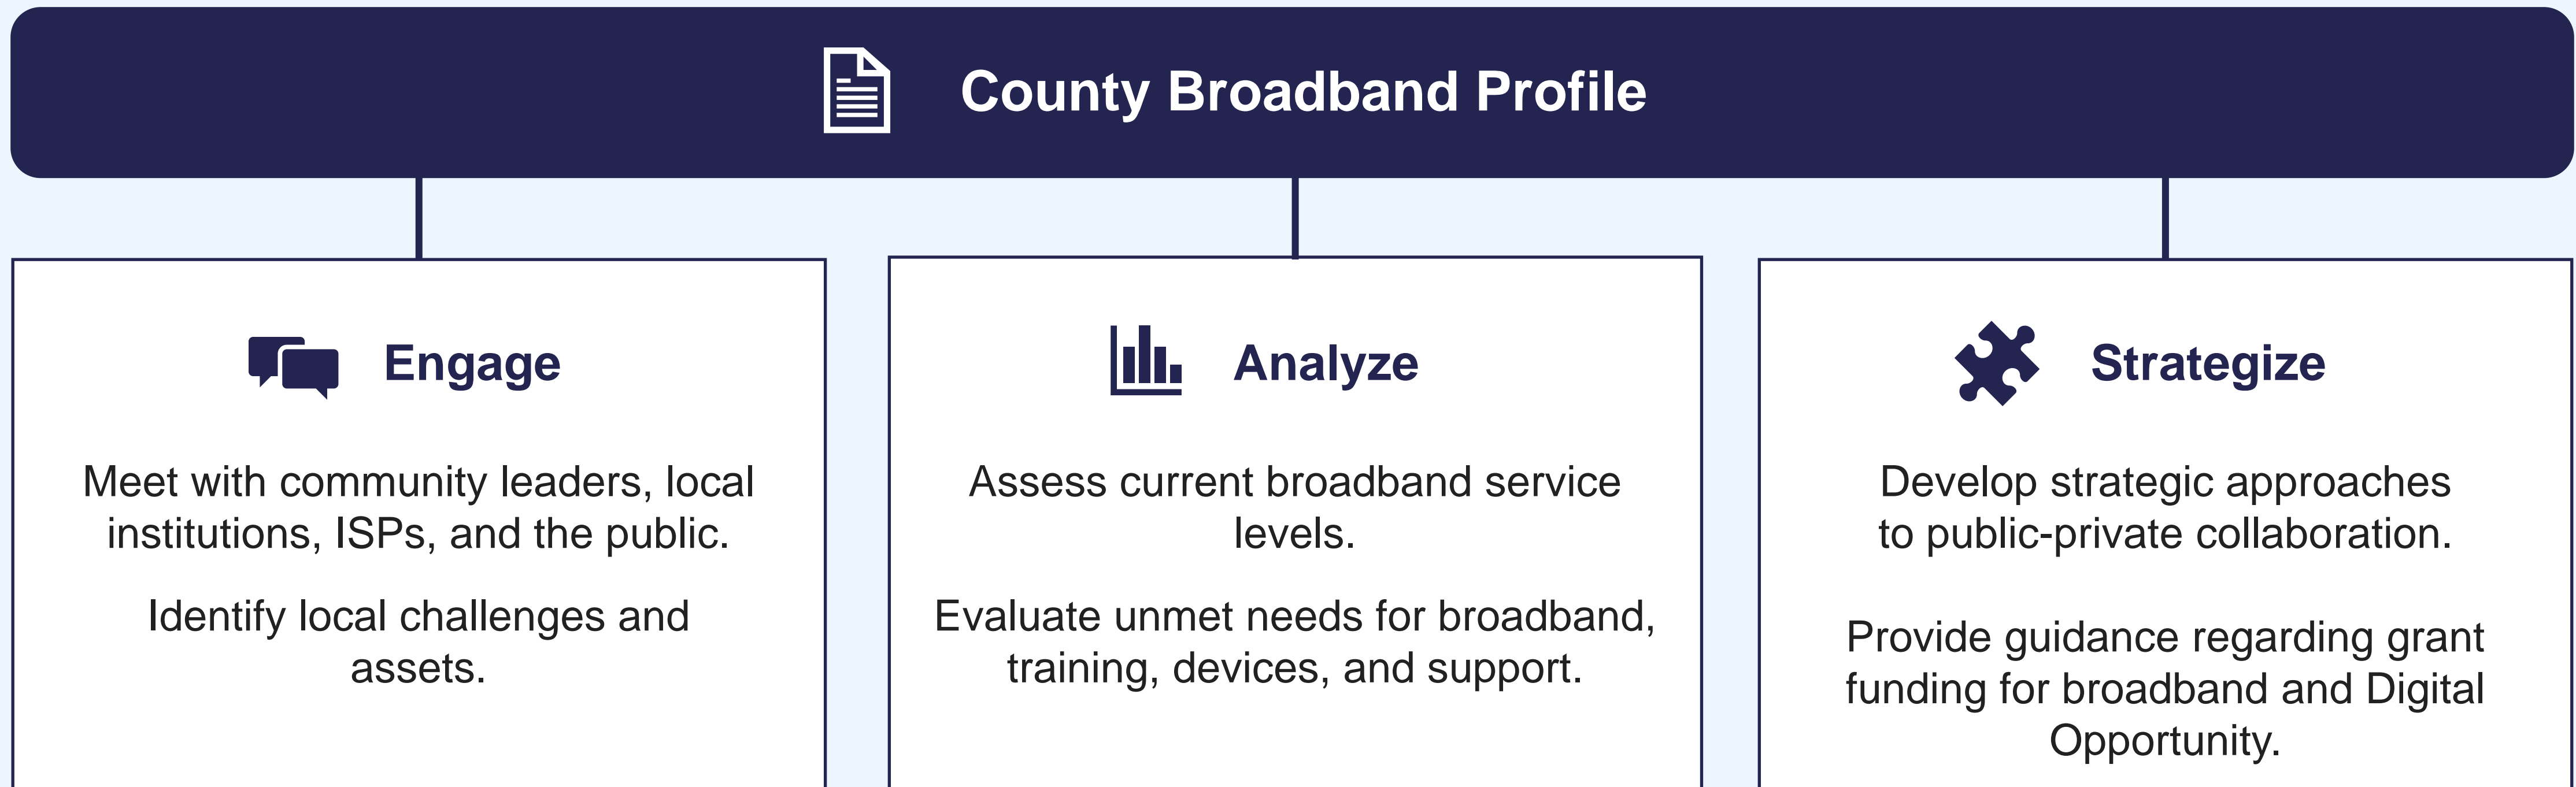 County Broadband Profile
Engage
Meet with community leaders, local
institutions, ISPs, and the public.
Identify local challenges and
assets.
Analyze
Assess current broadband service
levels.
Evaluate unmet needs for broadband,
training, devices, and support.
Strategize
Develop strategic approaches
to public-private collaboration.
Provide guidance regarding grant
funding for broadband and Digital
Opportunity.